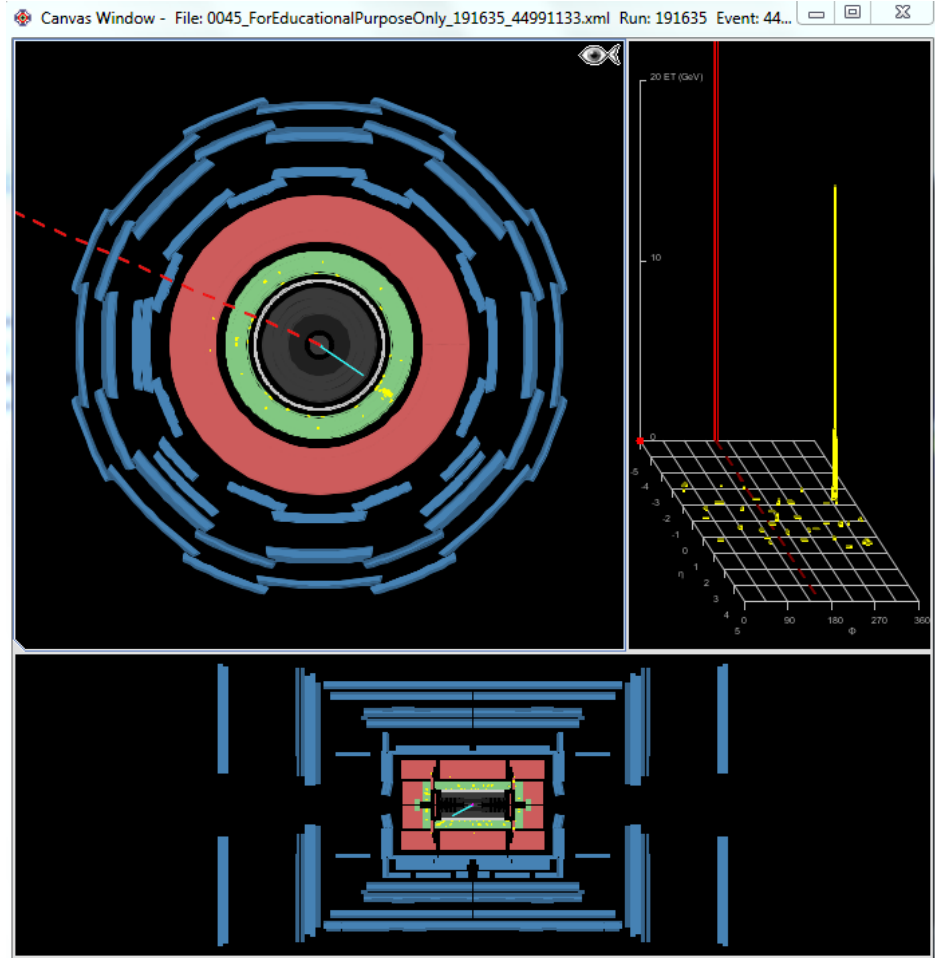 Canvas Window - File: 0045_ForEducationalPurposeOnly_191635_44991133.xml Run: 191635 Event: 44...
20 ET (GeV)
10
0
-5
-4
-3
-2
-1
0
1
2
3
4
5
η
0 90 180 270 360
Φ